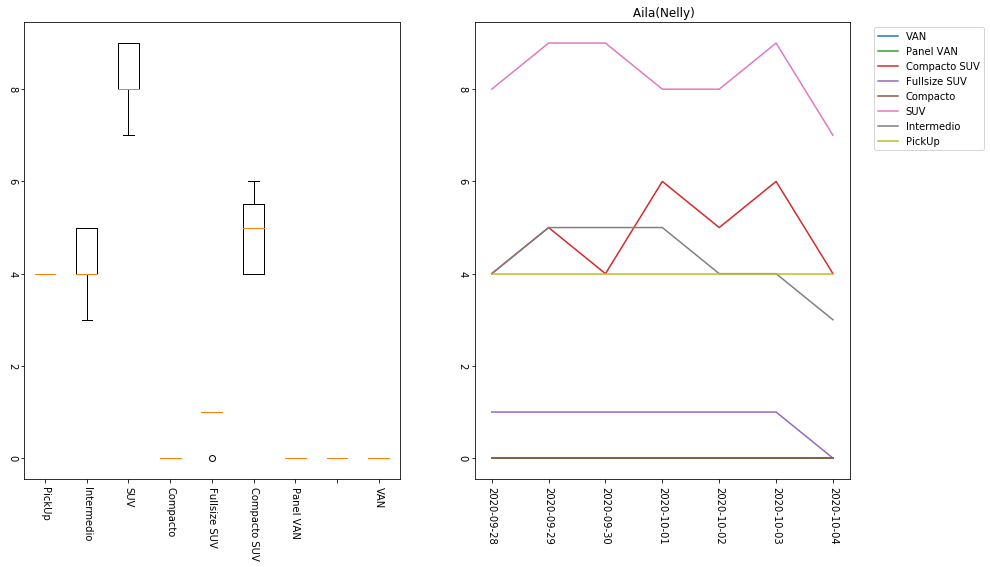 Aila(Nelly)
8
6
4
2
0
PickUp
Intermedio
SUV
Compacto
Fullsize SUV
Compacto SUV
Panel VAN
VAN
8
6
4
2
0
2020-09-28
2020-09-29
2020-09-30
2020-10-01
2020-10-02
2020-10-03
2020-10-04
VAN
Panel VAN
Compacto SUV
Fullsize SUV
Compacto
SUV
Intermedio
PickUp